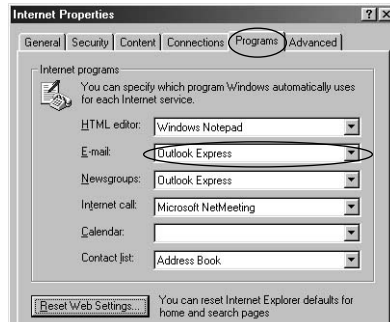 Internet Properties
General Security Content Connections Programs Advanced
Internet programs
You can specify which program Windows automatically uses
for each Internet service.
HTML editor: Windows Notepad
E-mail: Outlook Express
Newsgroups: Outlook Express
Internet call: Microsoft NetMeeting
Calendar:
Contact list: Address Book
Reset Web Settings... You can reset Internet Explorer defaults for
home and search pages